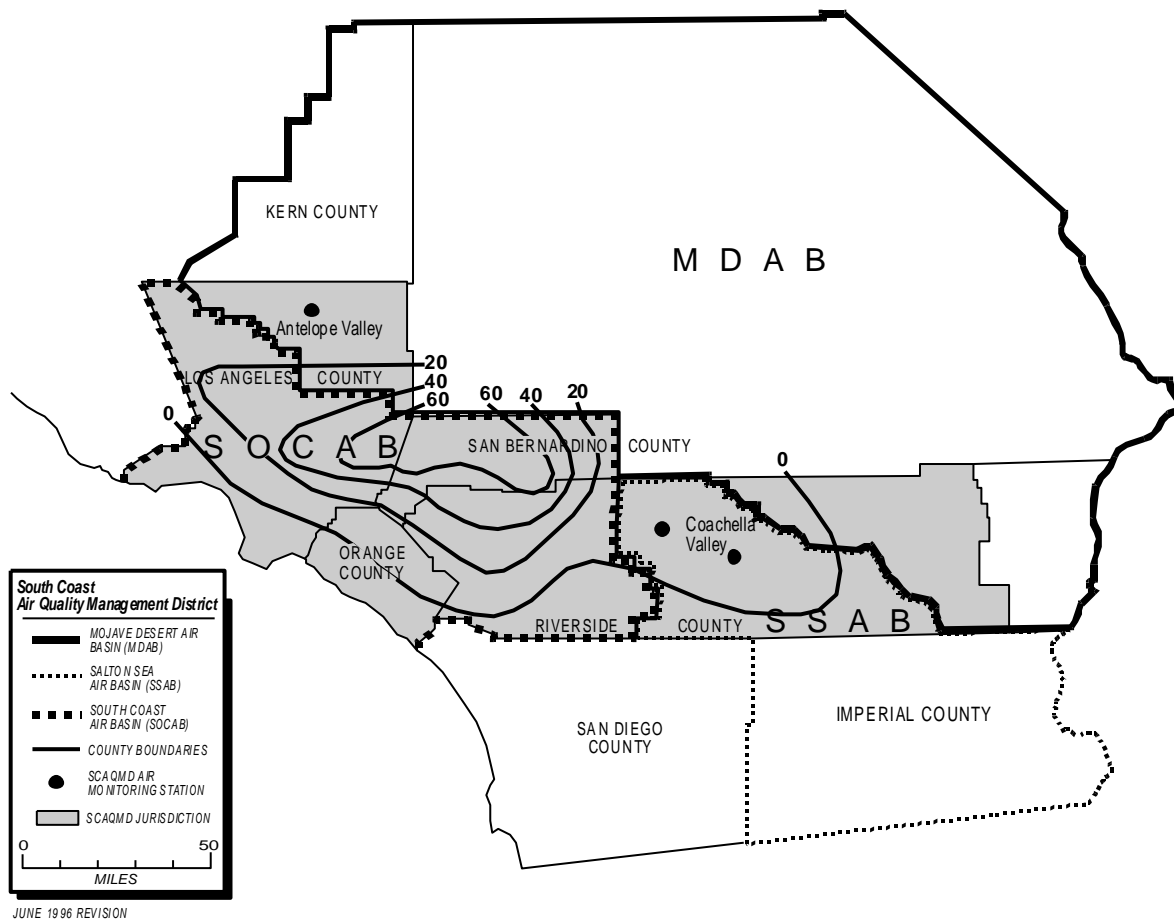 KERN COUNTY
MDAB
Antelope Valley
LOS ANGELES COUNTY
20
40
60
60
40
20
0
SOCAB
SAN BERNARDINO COUNTY
0
Coachella
Valley
ORANGE
COUNTY
RIVERSIDE COUNTY
SSAB
SAN DIEGO
COUNTY
IMPERIAL COUNTY
South Coast
Air Quality Management District
MOJAVE DESERT AIR
BASIN (MDAB)
SALTON SEA
AIR BASIN (SSAB)
SOUTH COAST
AIR BASIN (SOCAB)
COUNTY BOUNDARIES
SCAQMD AIR
MONITORING STATION
SCAQMD JURISDICTION
0 50
MILES
JUNE 1996 REVISION